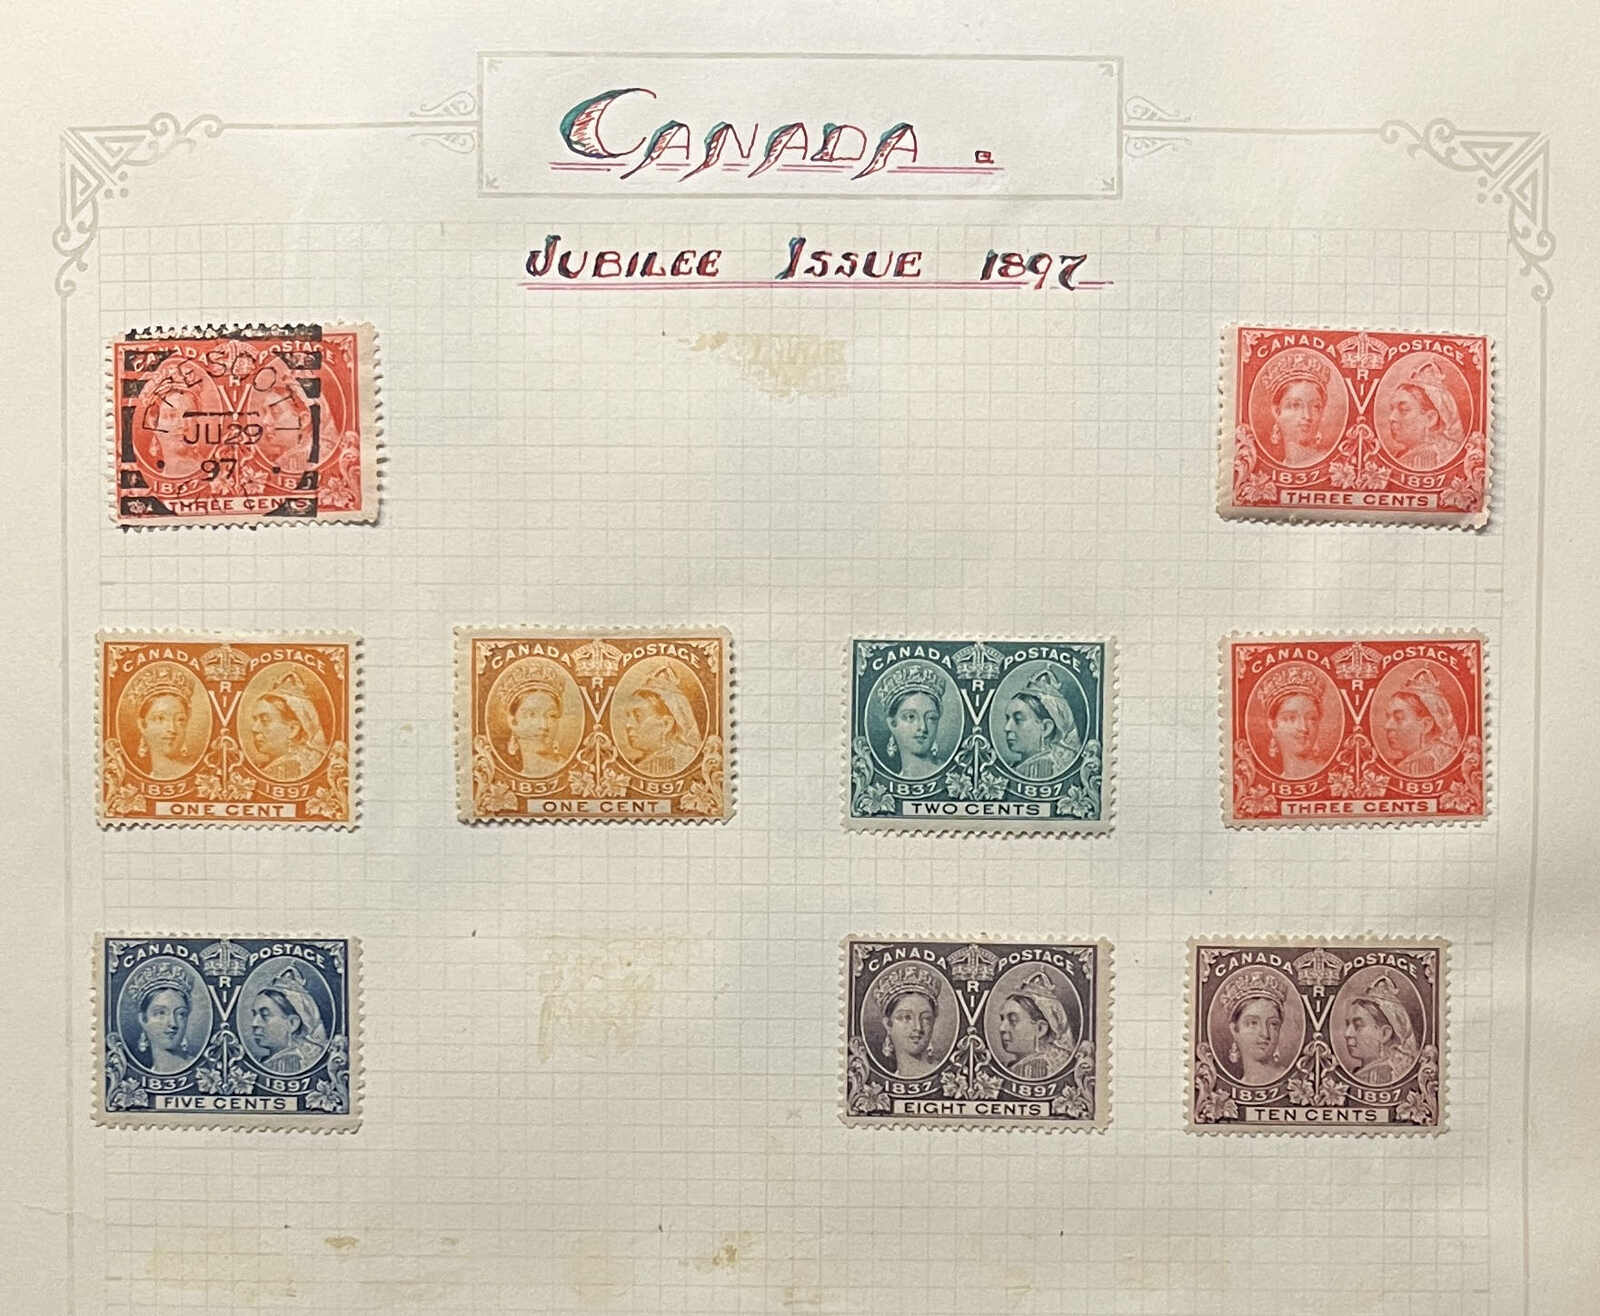 CANADA.
JUBILEE ISSUE 1897
CANADA POSTAGE
V R I
PRESCOTT
JU 29
97
THREE CENTS
CANADA POSTAGE
V R I
1837 1897
THREE CENTS
CANADA POSTAGE
V R I
1837 1897
ONE CENT
CANADA POSTAGE
V R I
1837 1897
ONE CENT
CANADA POSTAGE
V R I
1837 1897
TWO CENTS
CANADA POSTAGE
V R I
1837 1897
THREE CENTS
CANADA POSTAGE
V R I
1837 1897
FIVE CENTS
CANADA POSTAGE
V R I
1837 1897
EIGHT CENTS
CANADA POSTAGE
V R I
1837 1897
TEN CENTS